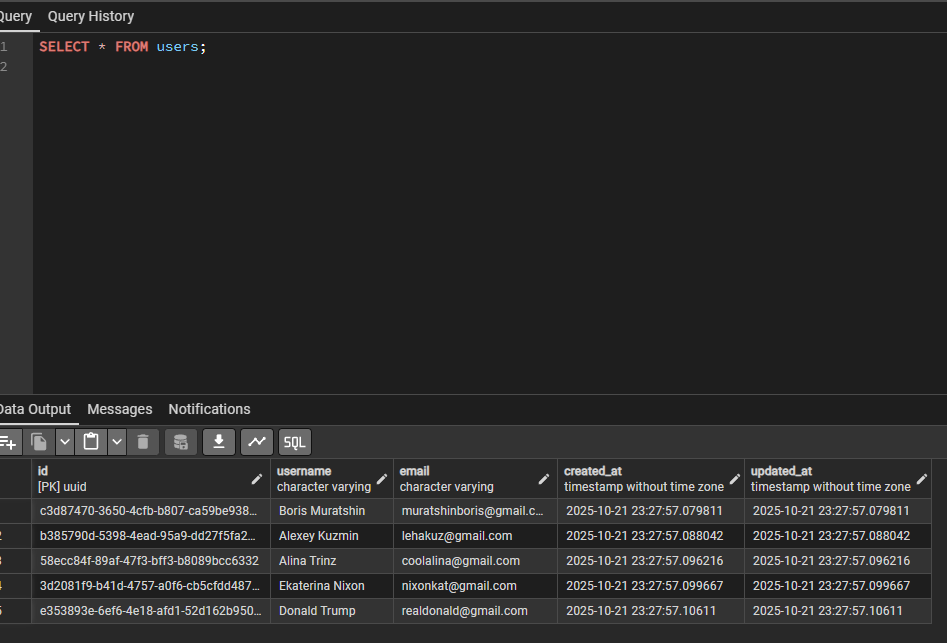 Query Query History
1 SELECT * FROM users;
2
Data Output Messages Notifications
SQL
id username email created_at updated_at
[PK] uuid character varying character varying timestamp without time zone timestamp without time zone
c3d87470-3650-4cfb-b807-ca59be938... Boris Muratshin muratshinboris@gmail.c... 2025-10-21 23:27:57.079811 2025-10-21 23:27:57.079811
2 b385790d-5398-4ead-95a9-dd27f5fa2... Alexey Kuzmin lehakuz@gmail.com 2025-10-21 23:27:57.088042 2025-10-21 23:27:57.088042
3 58ecc84f-89af-47f3-bff3-b8089bcc6332 Alina Trinz coolalina@gmail.com 2025-10-21 23:27:57.096216 2025-10-21 23:27:57.096216
4 3d2081f9-b41d-4757-a0f6-cb5cfdd487... Ekaterina Nixon nixonkat@gmail.com 2025-10-21 23:27:57.099667 2025-10-21 23:27:57.099667
5 e353893e-6ef6-4e18-afd1-52d162b950... Donald Trump realdonald@gmail.com 2025-10-21 23:27:57.10611 2025-10-21 23:27:57.10611